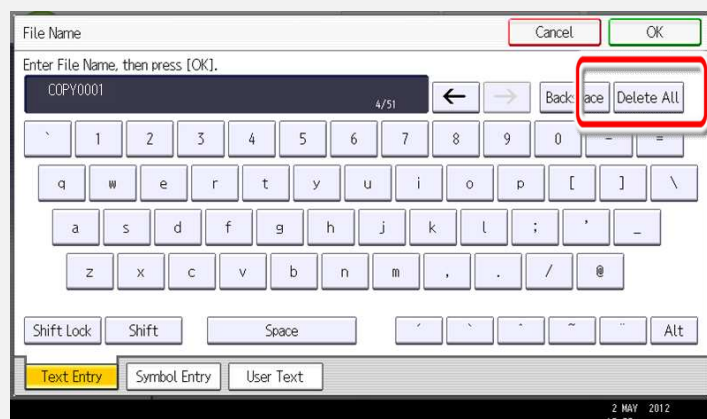 File Name Cancel OK
Enter File Name, then press [OK].
COPY0001
4/51 ← → Backspace Delete All
` 1 2 3 4 5 6 7 8 9 0 - =
q w e r t y u i o p [ ] \
a s d f g h j k l ; ' _
z x c v b n m , . / @
Shift Lock Shift Space ´ ` ^ ~ ¨ Alt
Text Entry Symbol Entry User Text
2 MAY 2012